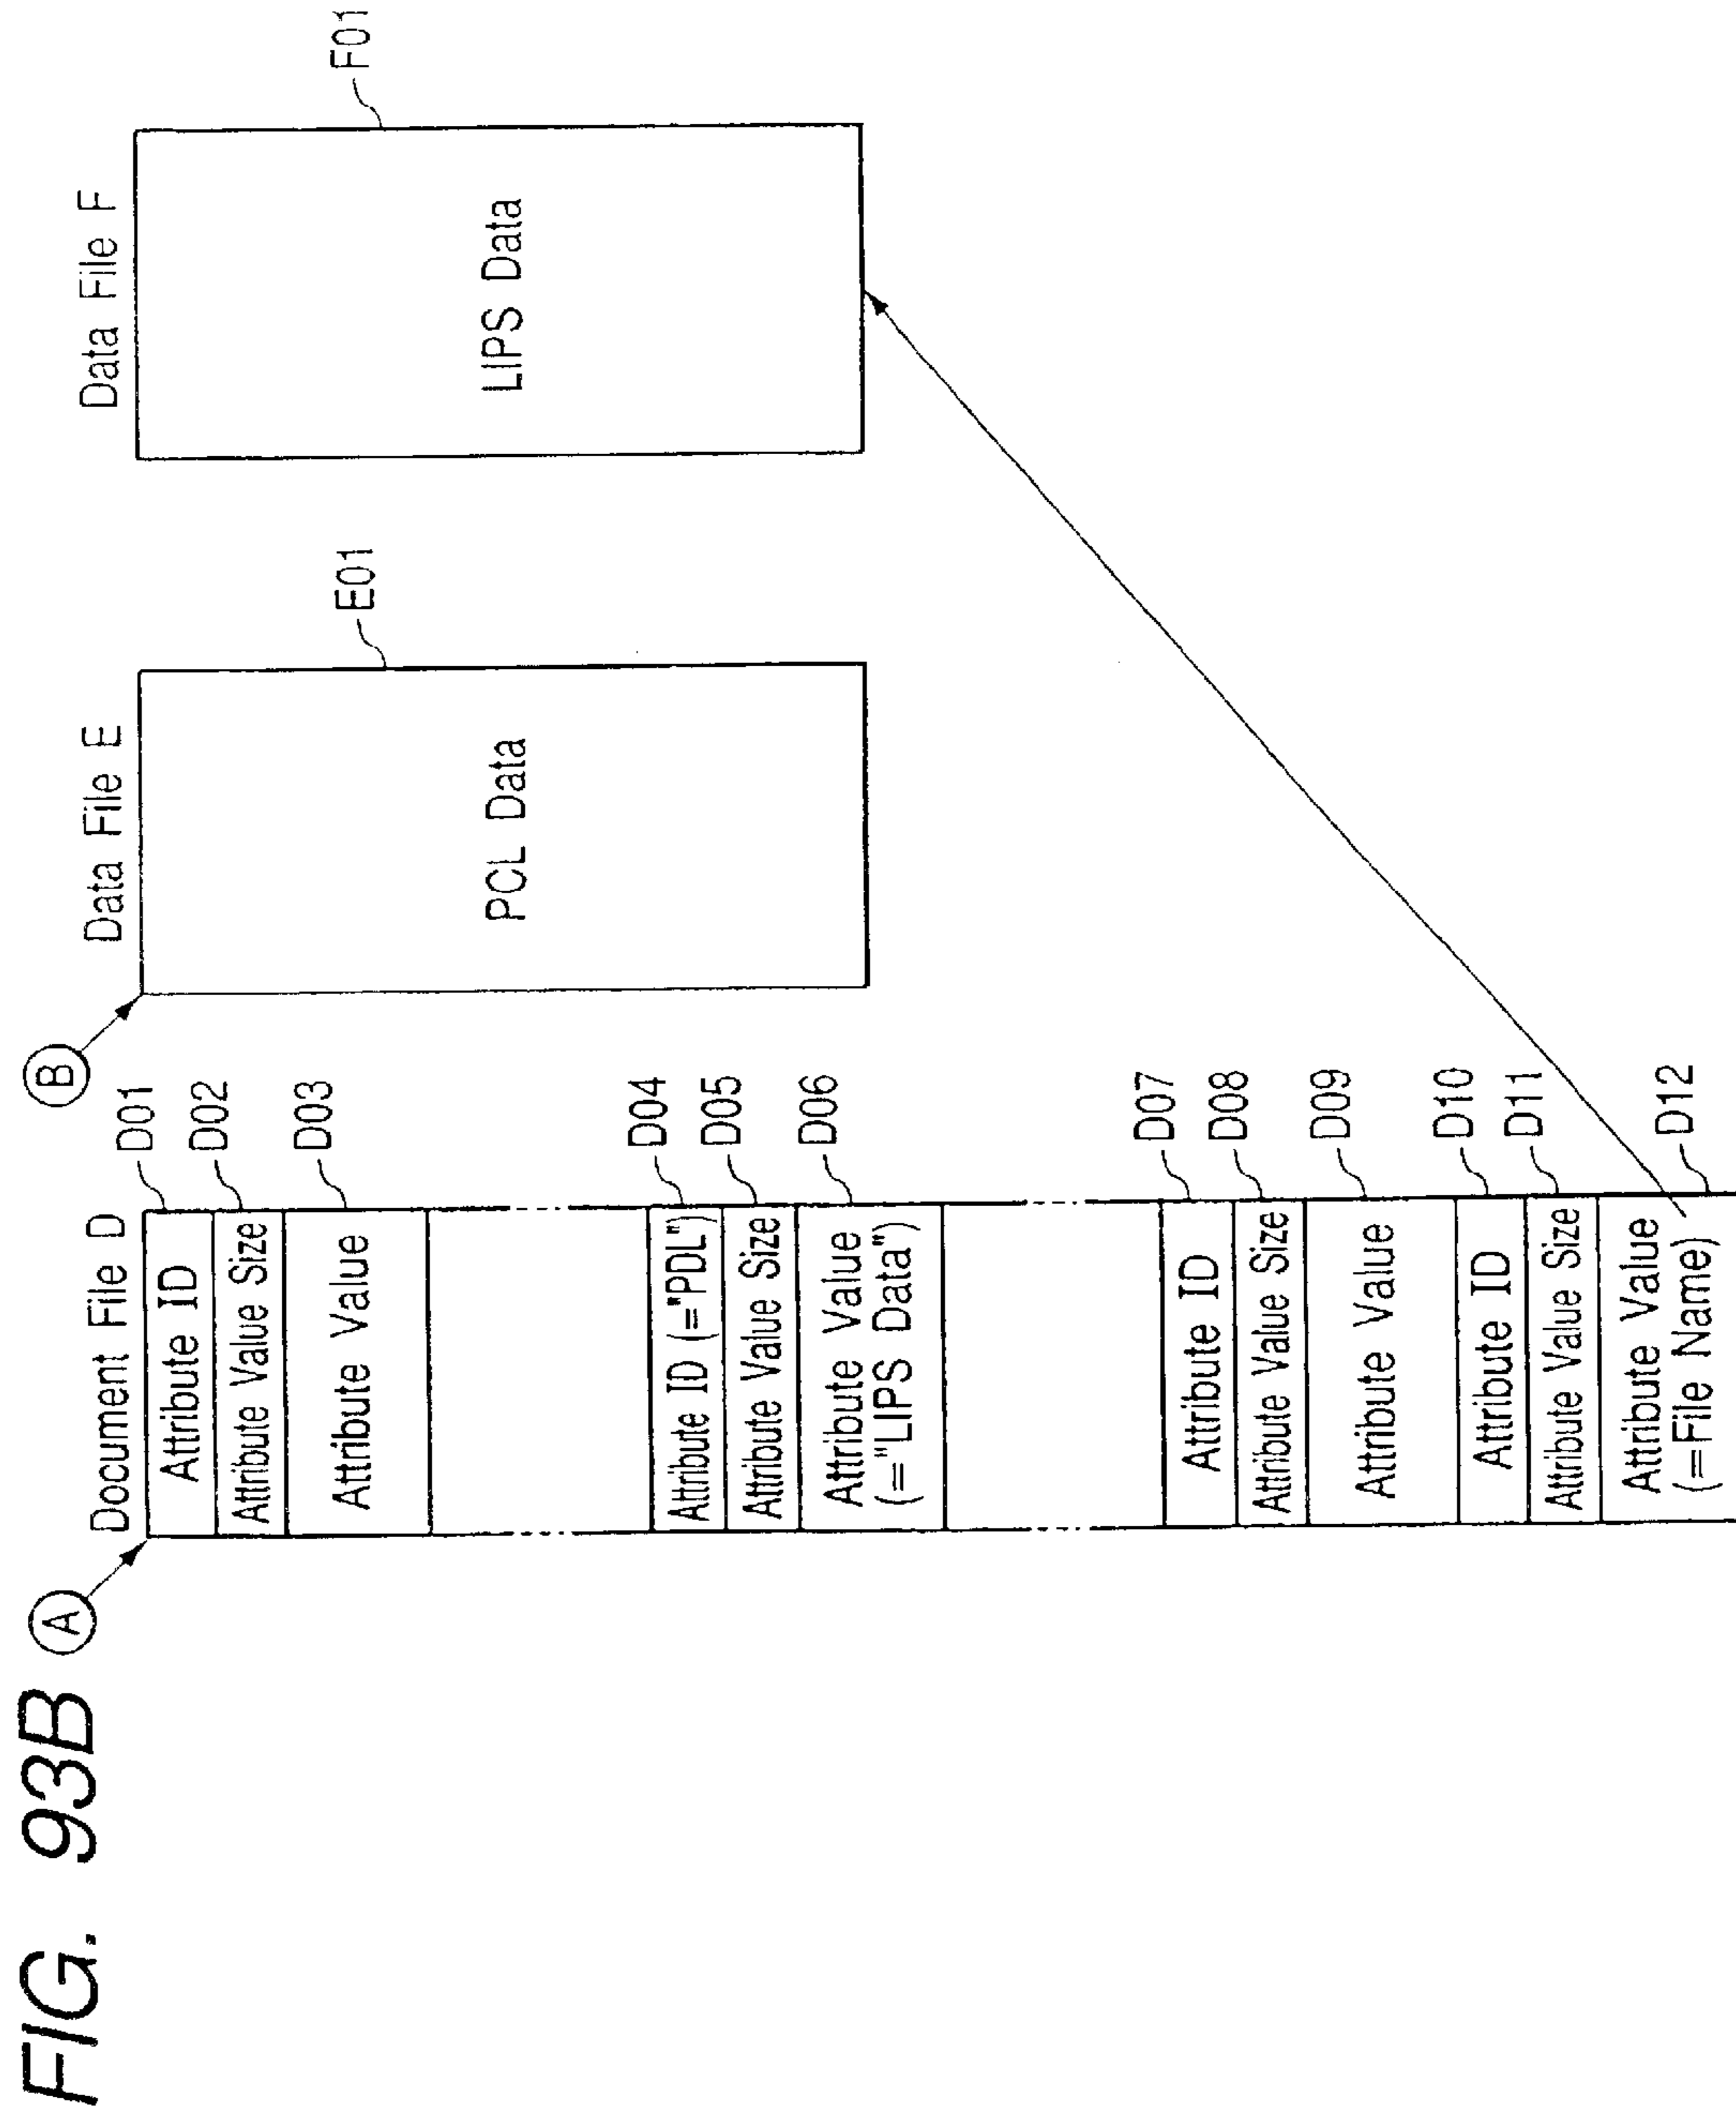 FIG. 93B
A
Document File D
Attribute ID
D01
Attribute Value Size
D02
Attribute Value
D03
Attribute ID (="PDL")
D04
Attribute Value Size
D05
Attribute Value
(="LIPS Data")
D06
Attribute ID
D07
Attribute Value Size
D08
Attribute Value
D09
Attribute ID
D10
Attribute Value Size
D11
Attribute Value
(=File Name)
D12
B
Data File E
PCL Data
E01
Data File F
LIPS Data
F01